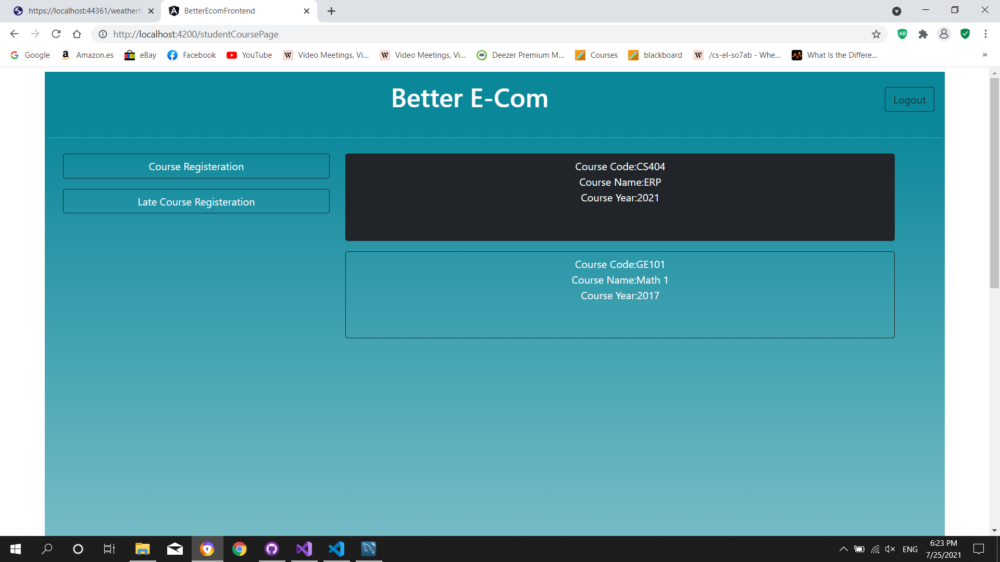 https://localhost:44361/weatherf
BetterEcomFrontend
http://localhost:4200/studentCoursePage
AB
Google
Amazon.es
eBay
Facebook
YouTube
Video Meetings, Vi...
Video Meetings, Vi...
Deezer Premium M...
Courses
blackboard
/cs-el-so7ab - Whe...
What Is the Differe...
»
Better E-Com
Logout
Course Registeration
Late Course Registeration
Course Code:CS404
Course Name:ERP
Course Year:2021
Course Code:GE101
Course Name:Math 1
Course Year:2017
ENG
6:23 PM
7/25/2021